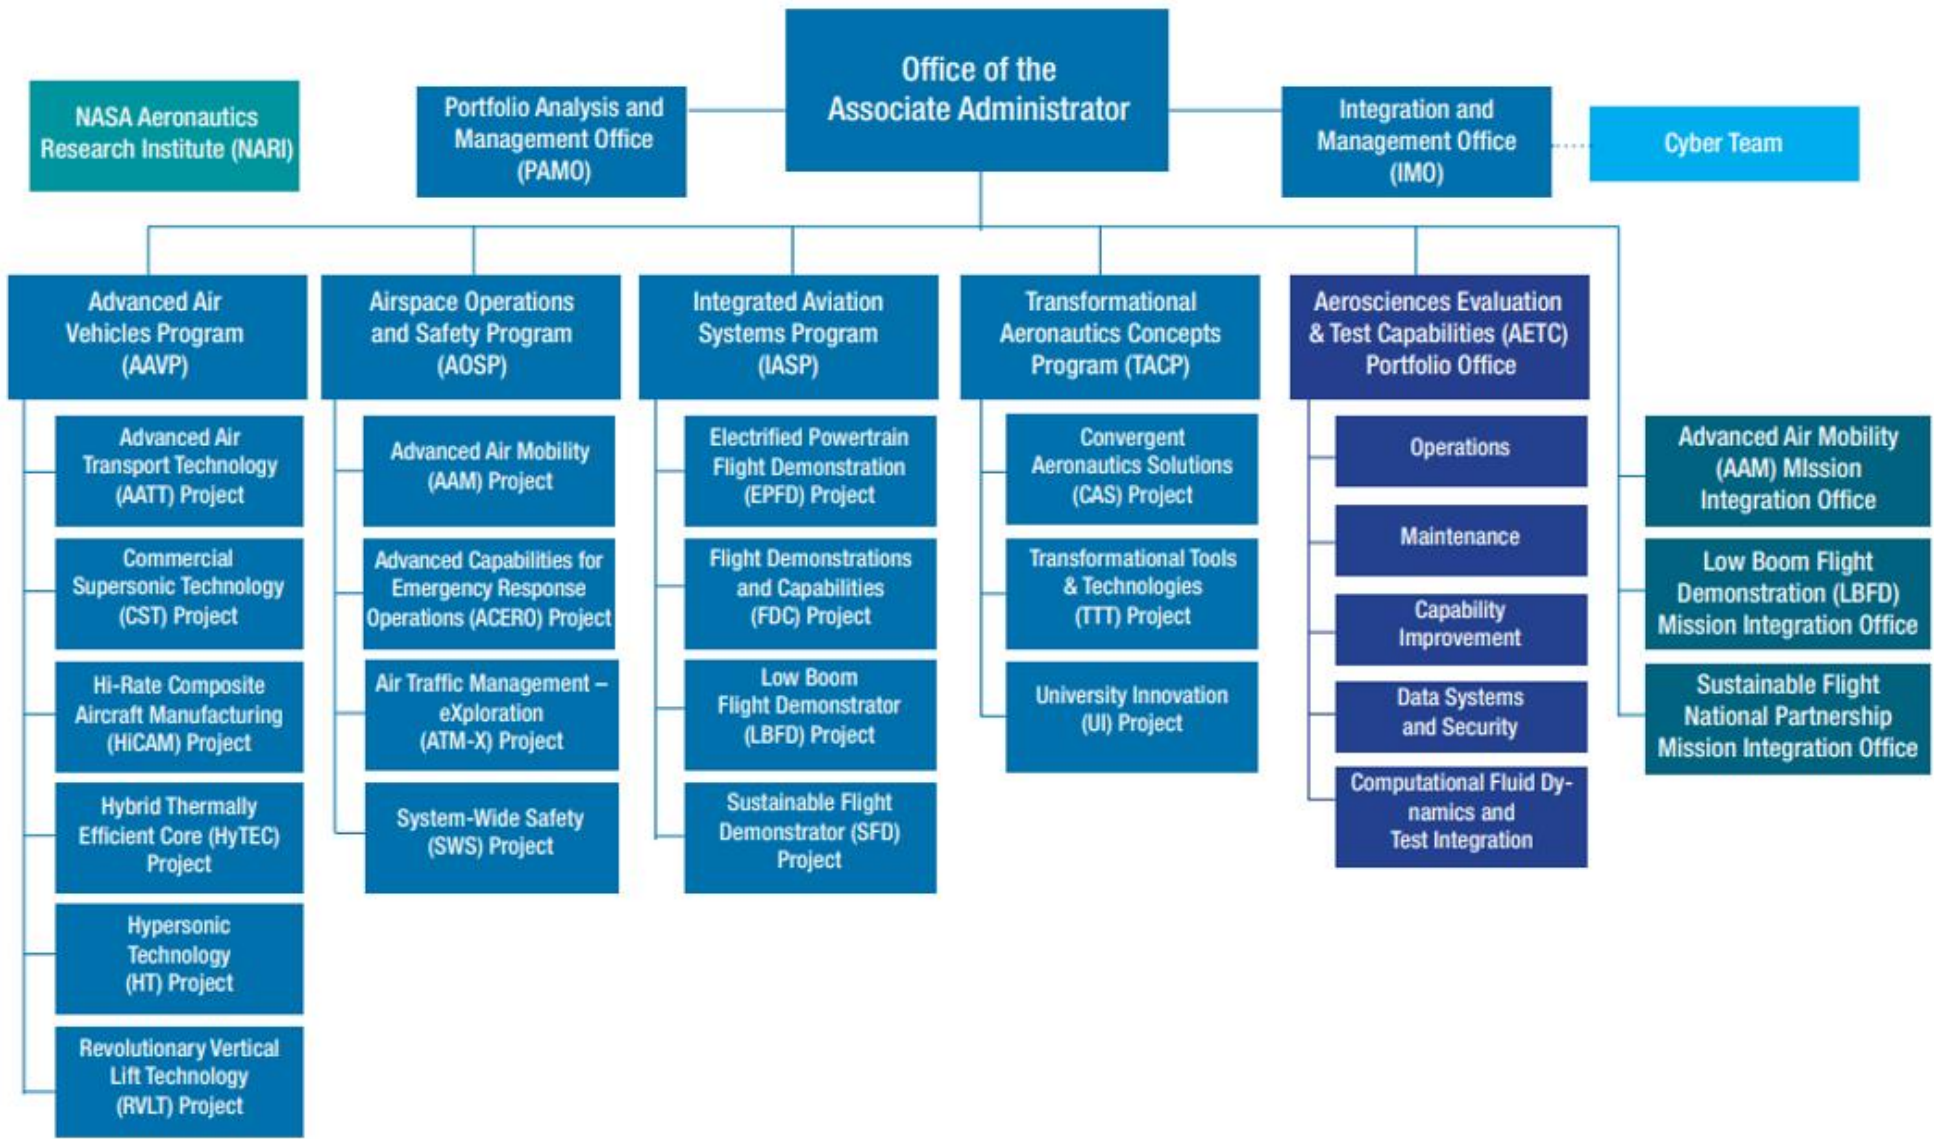 Office of the
Associate Administrator
NASA Aeronautics
Research Institute (NARI)
Portfolio Analysis and
Management Office
(PAMO)
Integration and
Management Office
(IMO)
Cyber Team
Advanced Air
Vehicles Program
(AAVP)
Advanced Air
Transport Technology
(AATT) Project
Commercial
Supersonic Technology
(CST) Project
Hi-Rate Composite
Aircraft Manufacturing
(HiCAM) Project
Hybrid Thermally
Efficient Core (HyTEC)
Project
Hypersonic
Technology
(HT) Project
Revolutionary Vertical
Lift Technology
(RVLT) Project
Airspace Operations
and Safety Program
(AOSP)
Advanced Air Mobility
(AAM) Project
Advanced Capabilities for
Emergency Response
Operations (ACERO) Project
Air Traffic Management –
eXploration
(ATM-X) Project
System-Wide Safety
(SWS) Project
Integrated Aviation
Systems Program
(IASP)
Electrified Powertrain
Flight Demonstration
(EPFD) Project
Flight Demonstrations
and Capabilities
(FDC) Project
Low Boom
Flight Demonstrator
(LBFD) Project
Sustainable Flight
Demonstrator (SFD)
Project
Transformational
Aeronautics Concepts
Program (TACP)
Convergent
Aeronautics Solutions
(CAS) Project
Transformational Tools
& Technologies
(TTT) Project
University Innovation
(UI) Project
Aerosciences Evaluation
& Test Capabilities (AETC)
Portfolio Office
Operations
Maintenance
Capability
Improvement
Data Systems
and Security
Computational Fluid Dy-
namics and
Test Integration
Advanced Air Mobility
(AAM) MIssion
Integration Office
Low Boom Flight
Demonstration (LBFD)
Mission Integration Office
Sustainable Flight
National Partnership
Mission Integration Office